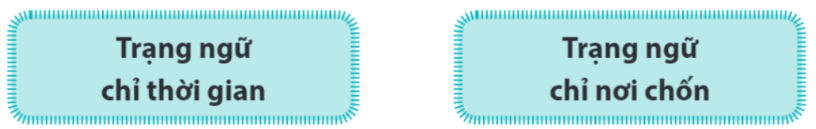 Trạng ngữ
chỉ thời gian
Trạng ngữ
chỉ nơi chốn